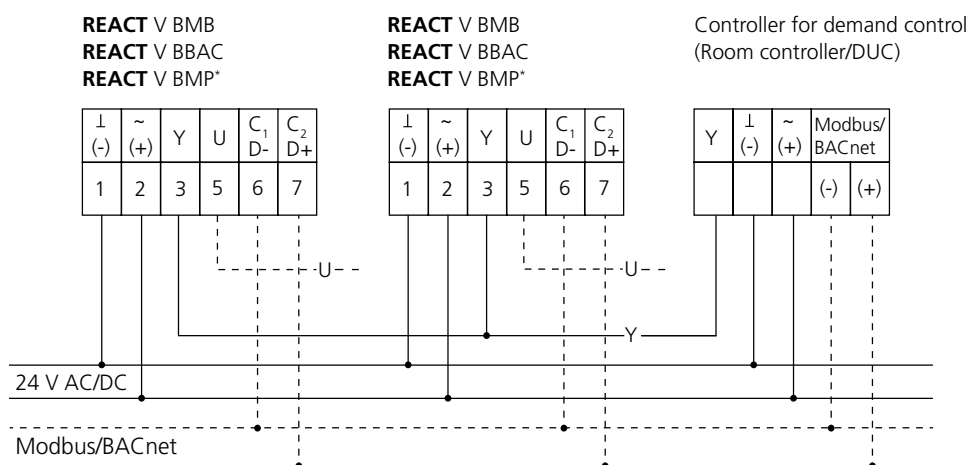 REACT V BMB
REACT V BBAC
REACT V BMP*
REACT V BMB
REACT V BBAC
REACT V BMP*
Controller for demand control
(Room controller/DUC)
⊥ ~ Y U C₁ C₂
(-) (+) D- D+
1 2 3 5 6 7
⊥ ~ Y U C₁ C₂
(-) (+) D- D+
1 2 3 5 6 7
Y ⊥ ~ Modbus/
(-) (+) BACnet
(-) (+)
U
U
Y
24 V AC/DC
Modbus/BACnet